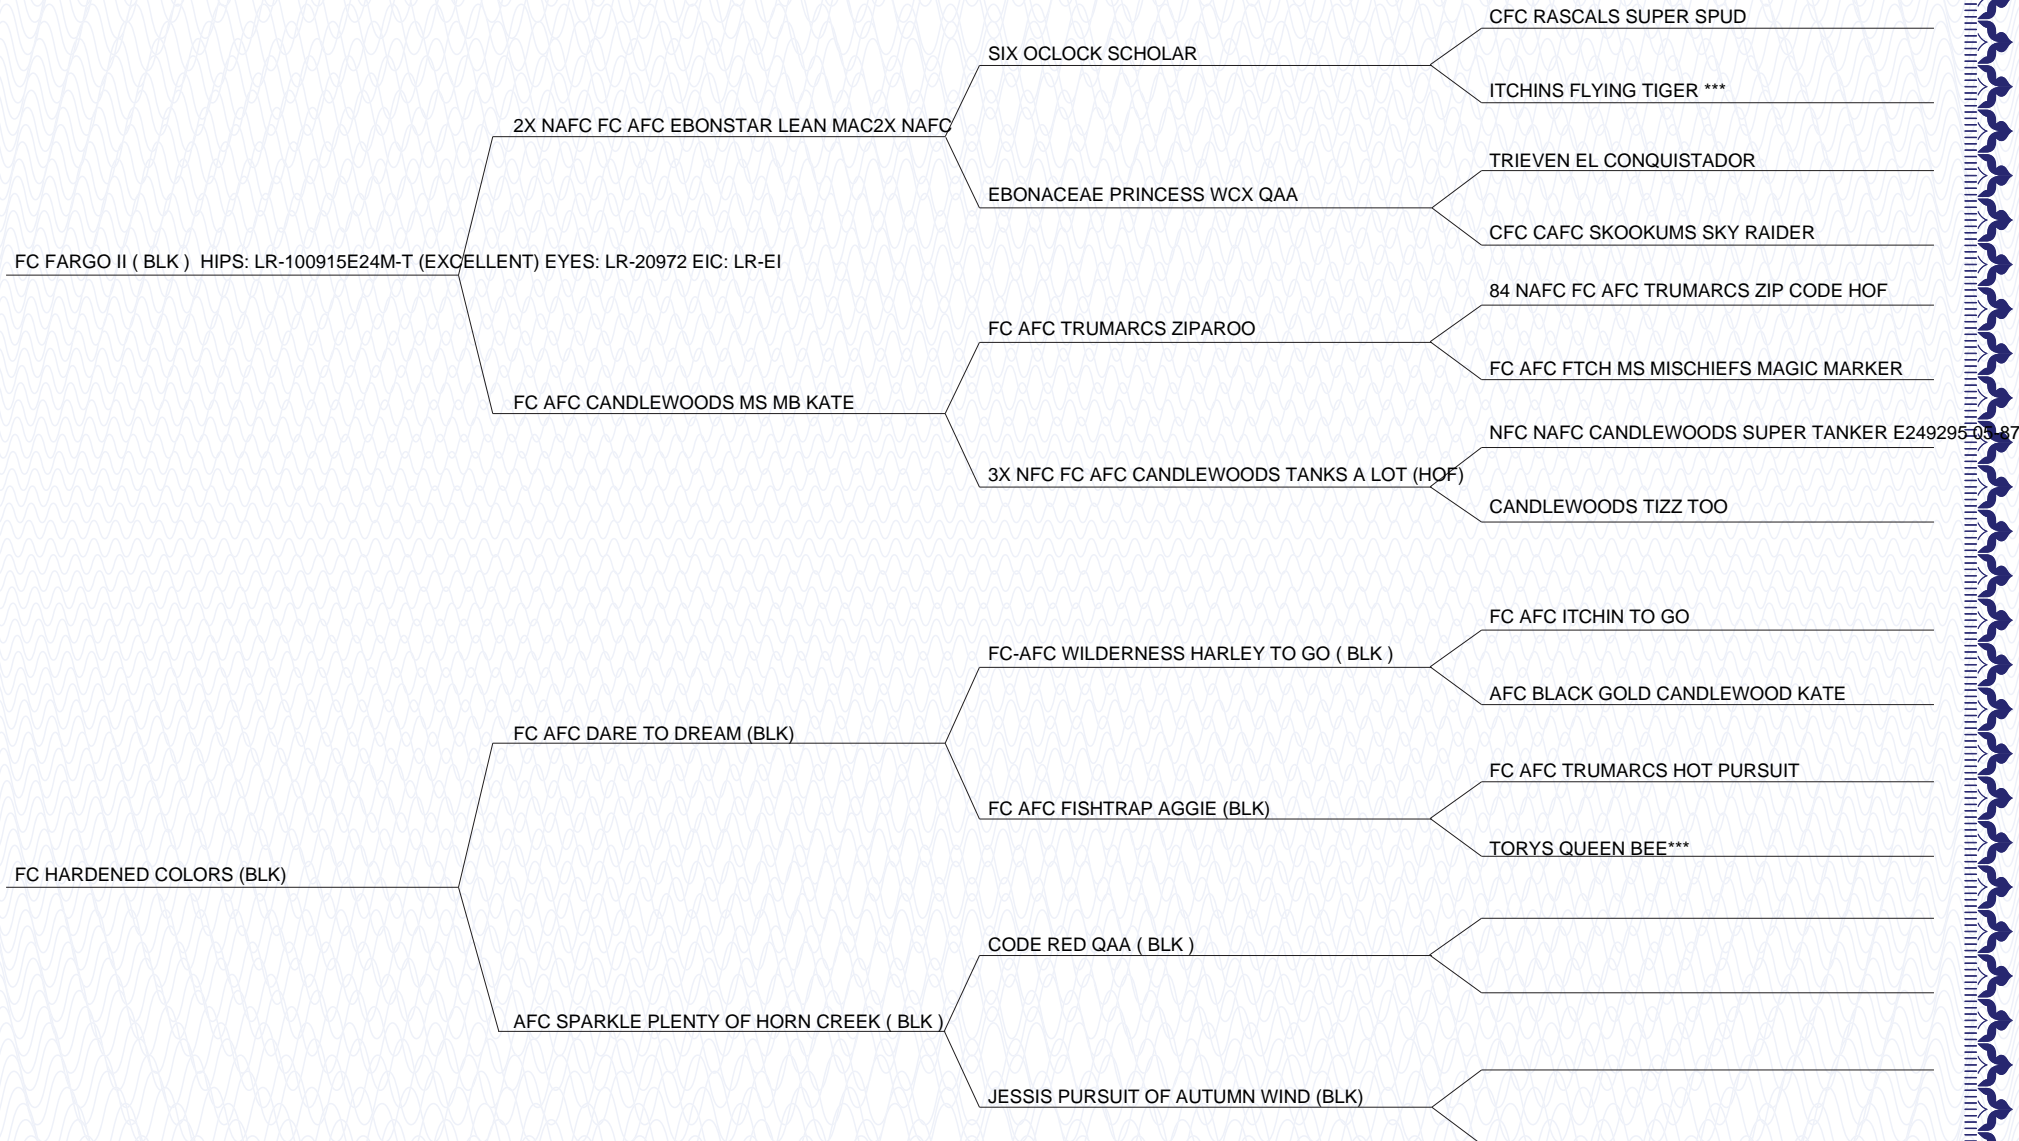 CFC RASCALS SUPER SPUD
SIX OCLOCK SCHOLAR
ITCHINS FLYING TIGER ***
2X NAFC FC AFC EBONSTAR LEAN MAC2X NAFC
TRIEVEN EL CONQUISTADOR
EBONACEAE PRINCESS WCX QAA
CFC CAFC SKOOKUMS SKY RAIDER
FC FARGO II ( BLK ) HIPS: LR-100915E24M-T (EXCELLENT) EYES: LR-20972 EIC: LR-EI
84 NAFC FC AFC TRUMARCS ZIP CODE HOF
FC AFC TRUMARCS ZIPAROO
FC AFC FTCH MS MISCHIEFS MAGIC MARKER
FC AFC CANDLEWOODS MS MB KATE
NFC NAFC CANDLEWOODS SUPER TANKER E249295 05-87
3X NFC FC AFC CANDLEWOODS TANKS A LOT (HOF)
CANDLEWOODS TIZZ TOO
FC AFC ITCHIN TO GO
FC-AFC WILDERNESS HARLEY TO GO ( BLK )
AFC BLACK GOLD CANDLEWOOD KATE
FC AFC DARE TO DREAM (BLK)
FC AFC TRUMARCS HOT PURSUIT
FC AFC FISHTRAP AGGIE (BLK)
TORYS QUEEN BEE***
FC HARDENED COLORS (BLK)
CODE RED QAA ( BLK )
AFC SPARKLE PLENTY OF HORN CREEK ( BLK )
JESSIS PURSUIT OF AUTUMN WIND (BLK)